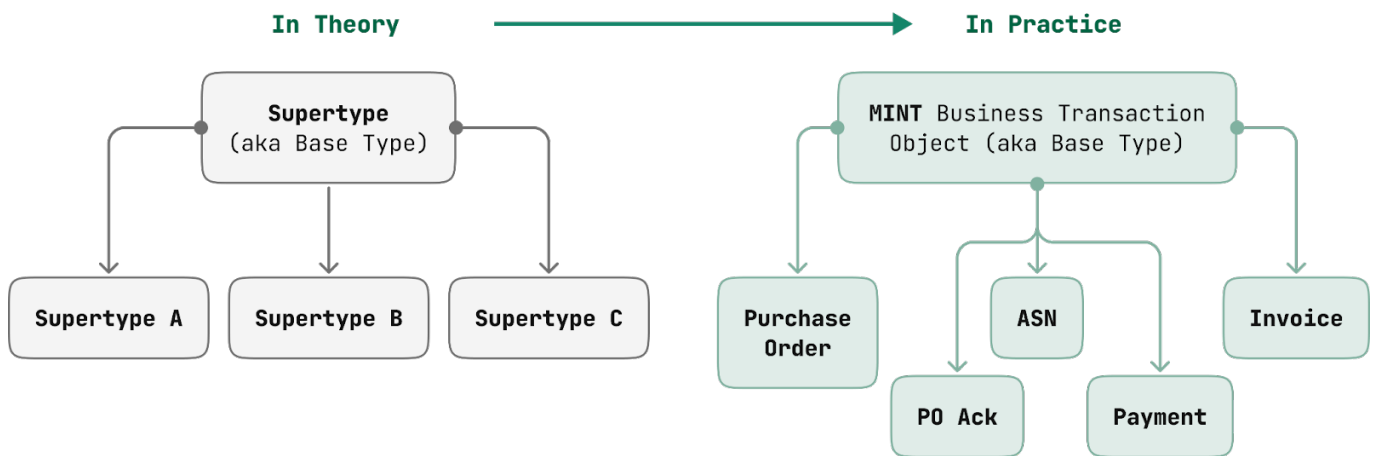 In Theory
In Practice
Supertype
(aka Base Type)
Supertype A
Supertype B
Supertype C
MINT Business Transaction
Object (aka Base Type)
Purchase
Order
PO Ack
ASN
Payment
Invoice